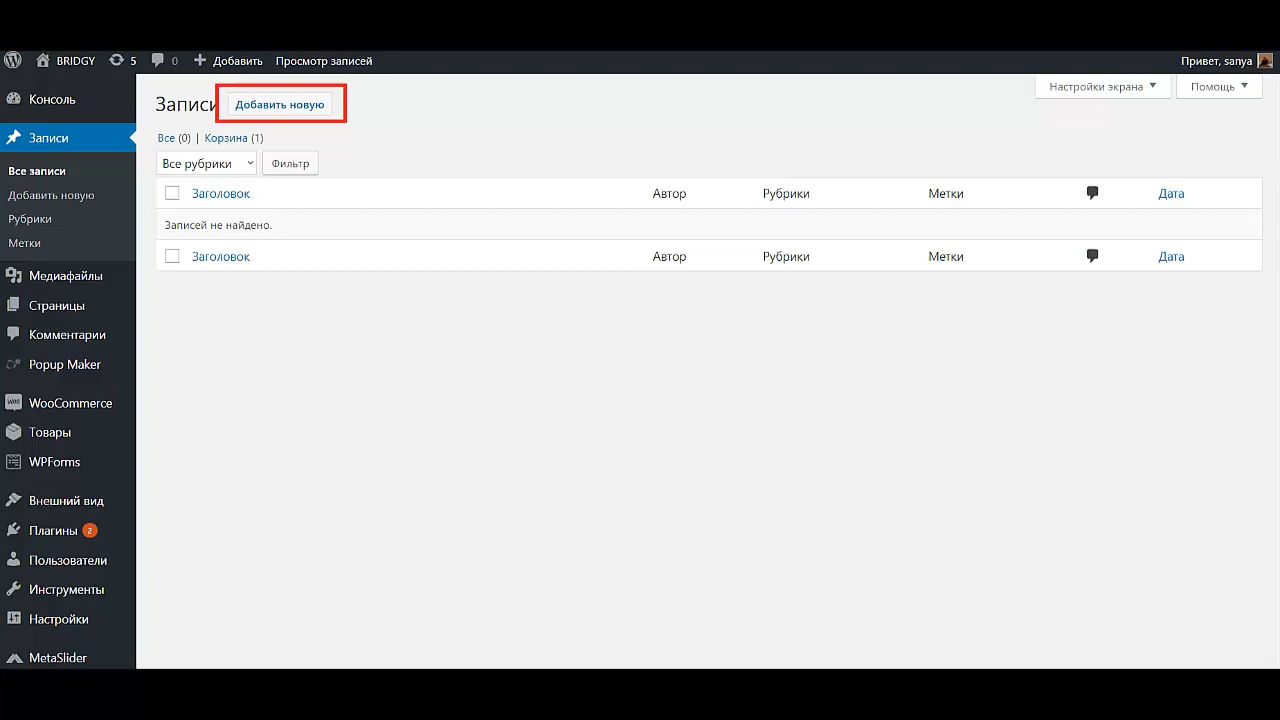 BRIDGY 5 0 Добавить Просмотр записей Привет, sanya
Консоль
Записи
Все записи
Добавить новую
Рубрики
Метки
Медиафайлы
Страницы
Комментарии
Popup Maker
WooCommerce
Товары
WPForms
Внешний вид
Плагины 2
Пользователи
Инструменты
Настройки
MetaSlider
Настройки экрана ▼ Помощь ▼
Записи Добавить новую
Все (0) | Корзина (1)
Все рубрики Фильтр
Заголовок Автор Рубрики Метки Дата
Записей не найдено.
Заголовок Автор Рубрики Метки Дата